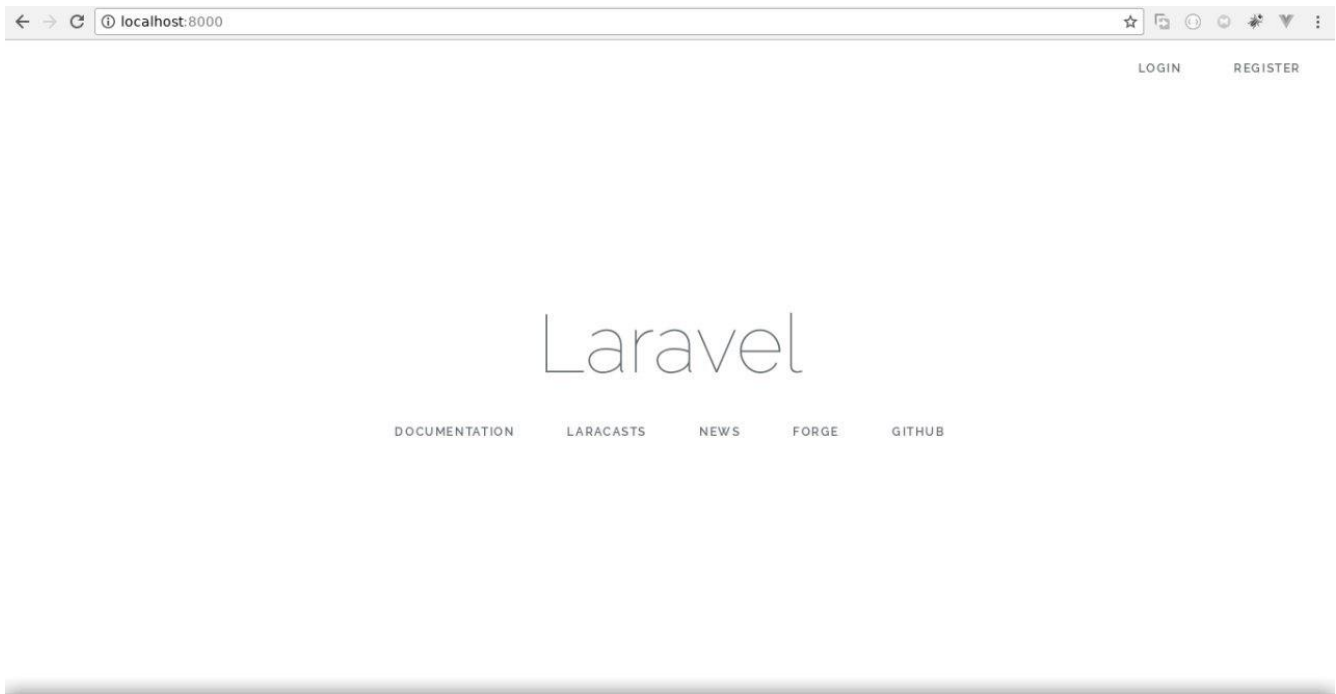 localhost:8000
LOGIN REGISTER
Laravel
DOCUMENTATION LARACASTS NEWS FORGE GITHUB